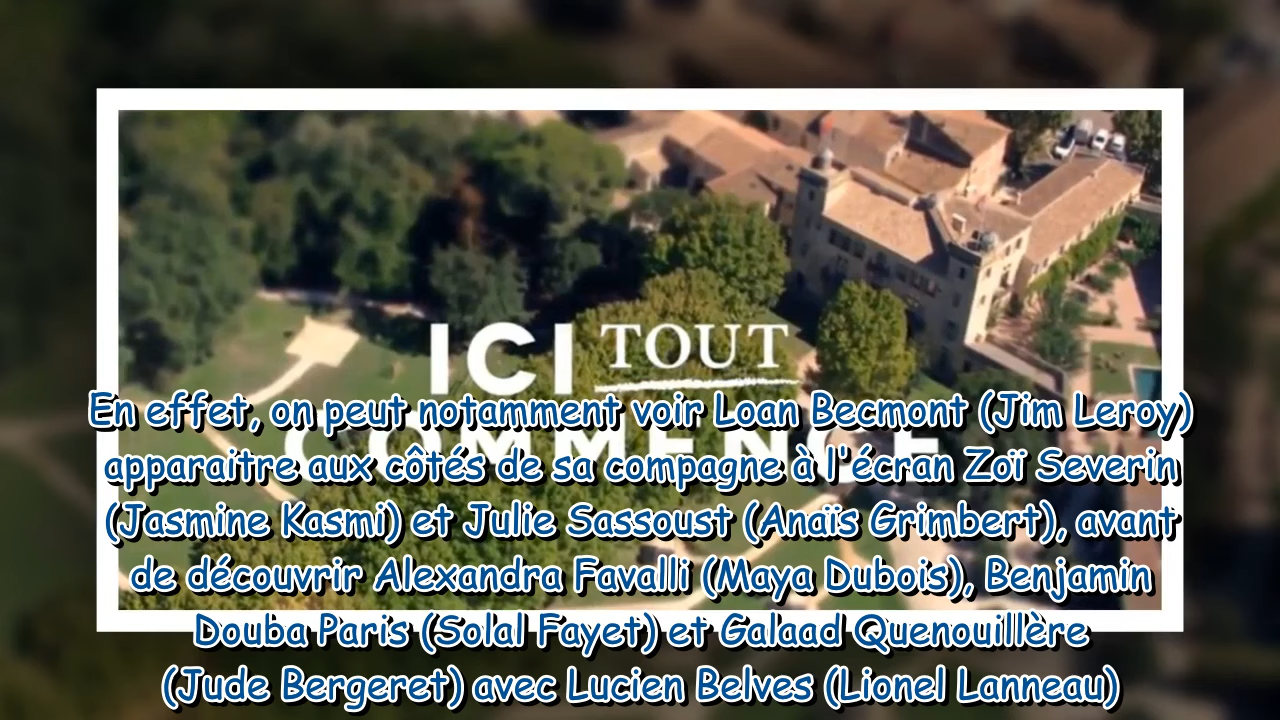 ICI TOUT
COMMENCE
En effet, on peut notamment voir Loan Becmont (Jim Leroy)
apparaitre aux côtés de sa compagne à l'écran Zoï Severin
(Jasmine Kasmi) et Julie Sassoust (Anaïs Grimbert), avant
de découvrir Alexandra Favalli (Maya Dubois), Benjamin
Douba Paris (Solal Fayet) et Galaad Quenouillère
(Jude Bergeret) avec Lucien Belves (Lionel Lanneau)